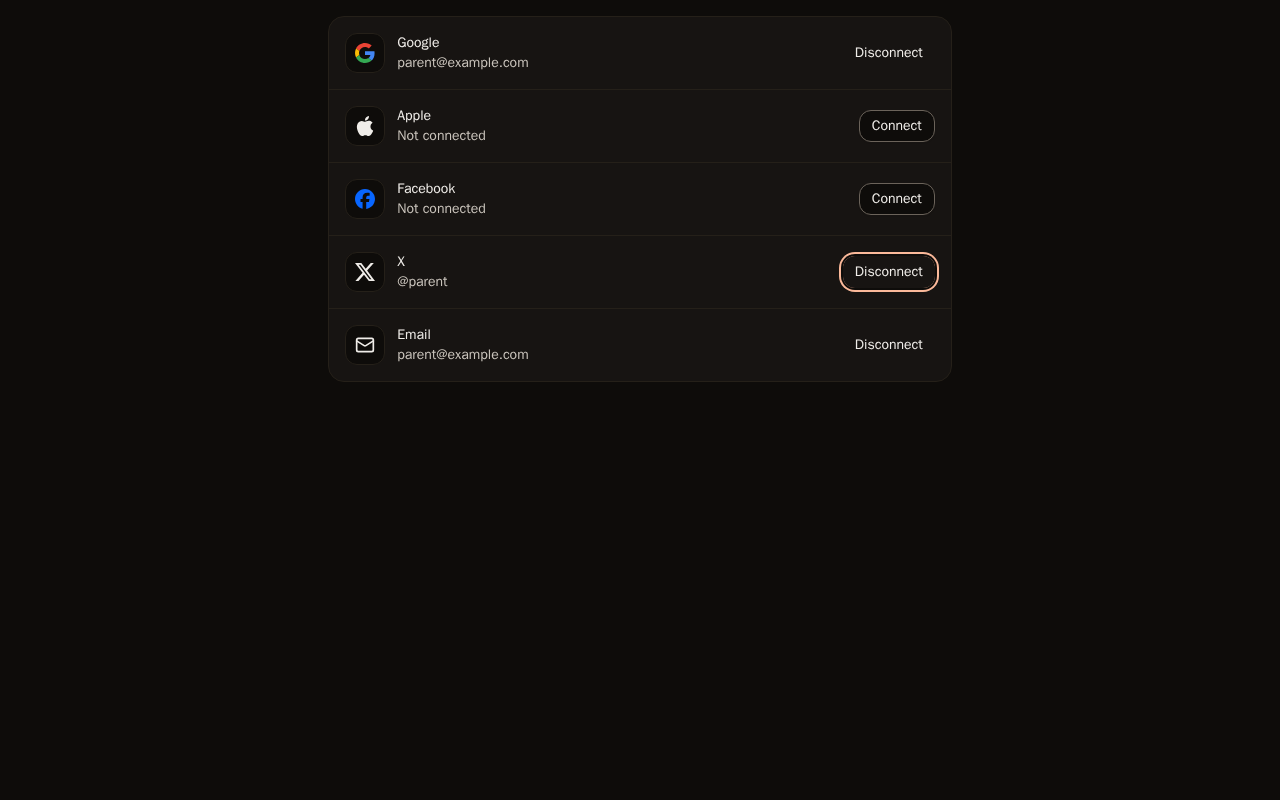 Google
parent@example.com
Disconnect
Apple
Not connected
Connect
Facebook
Not connected
Connect
X
@parent
Disconnect
Email
parent@example.com
Disconnect